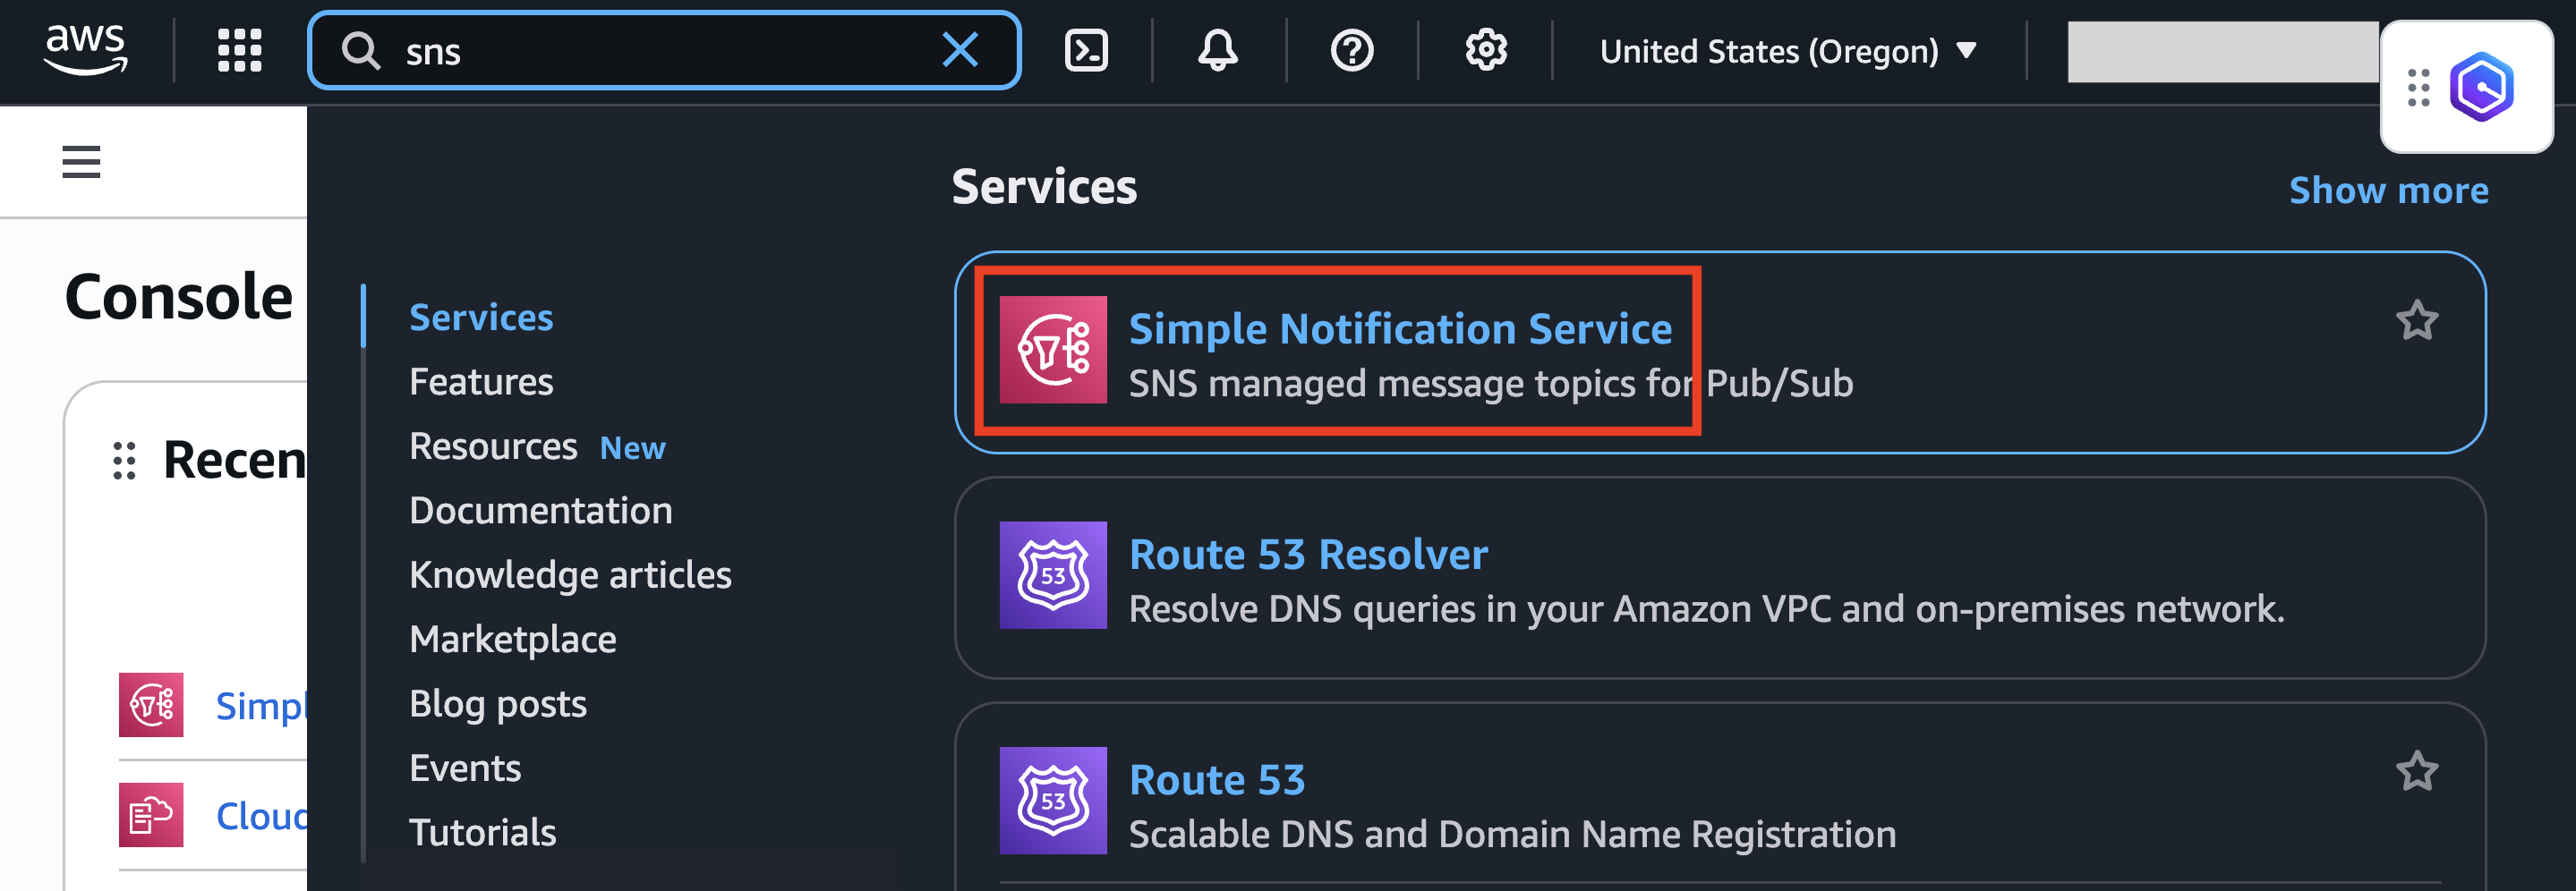 aws
sns
United States (Oregon)
Services
Show more
Console
Services
Features
Resources New
Documentation
Knowledge articles
Marketplace
Blog posts
Events
Tutorials
Simple Notification Service
SNS managed message topics for Pub/Sub
53
Route 53 Resolver
Resolve DNS queries in your Amazon VPC and on-premises network.
53
Route 53
Scalable DNS and Domain Name Registration
Recen
Simpl
Cloud